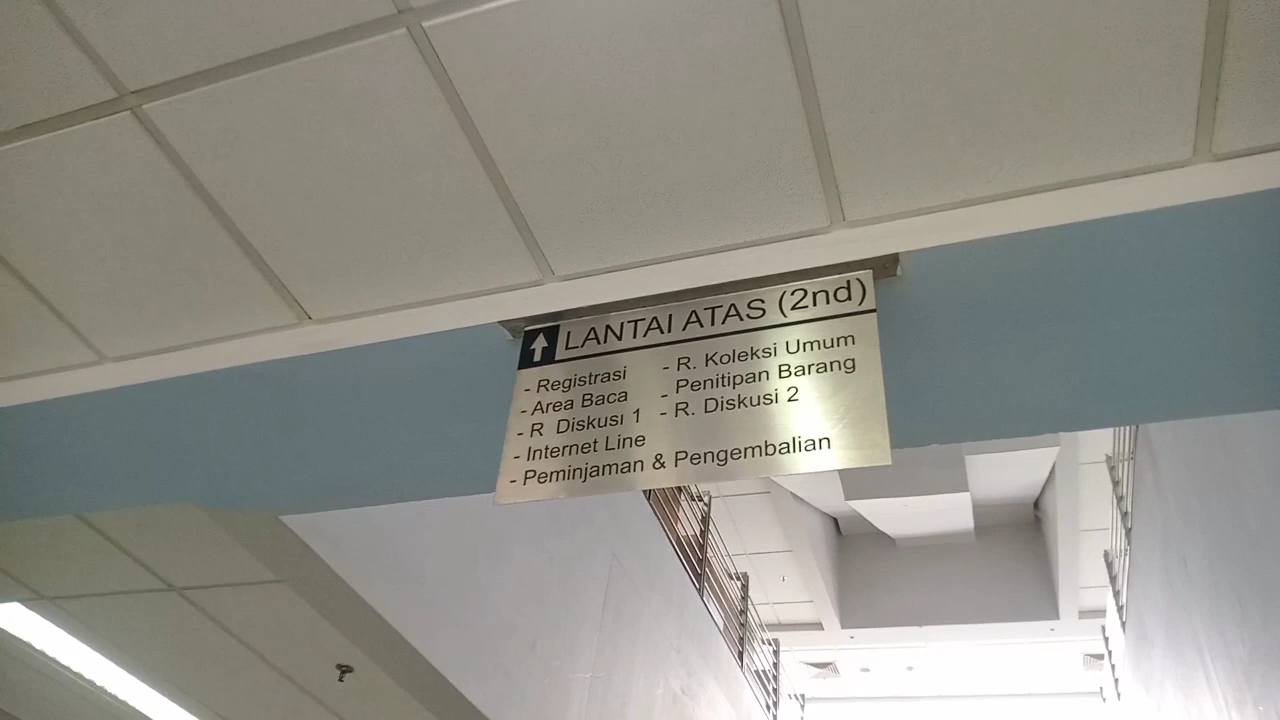 LANTAI ATAS (2nd)
- Registrasi
- Area Baca
- R Diskusi 1
- Internet Line
- Peminjaman & Pengembalian
- R. Koleksi Umum
- Penitipan Barang
- R. Diskusi 2